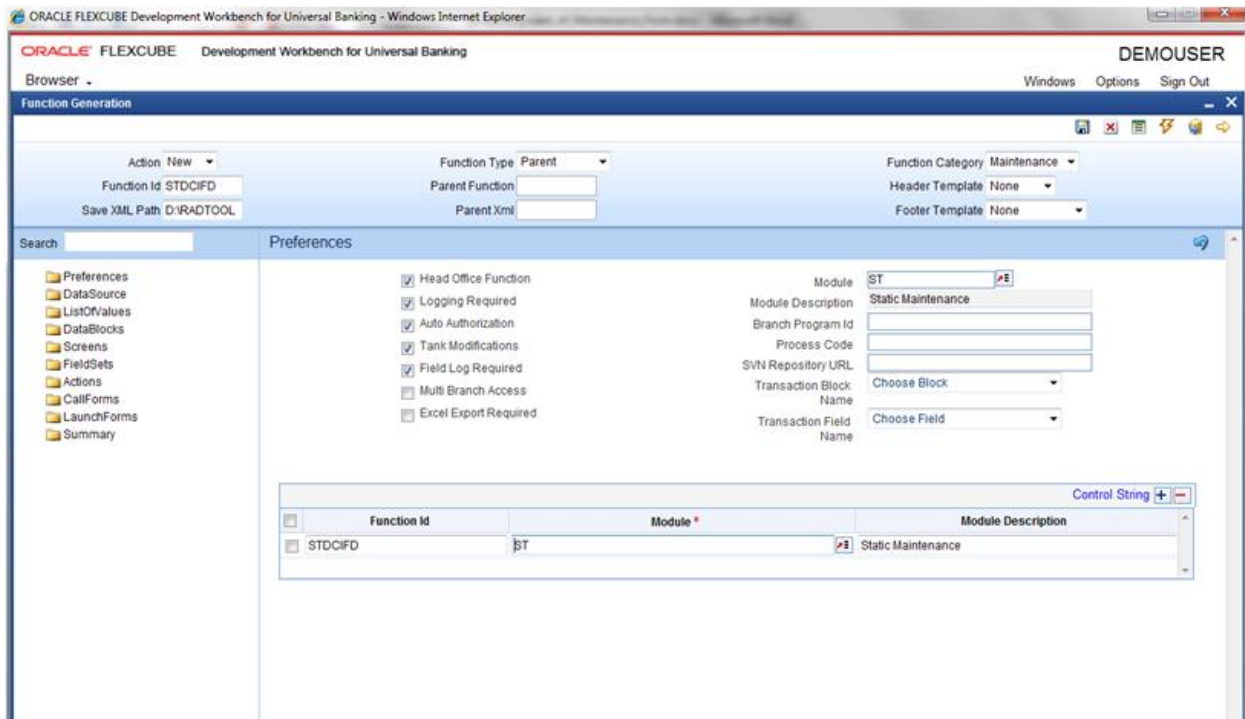 ORACLE FLEXCUBE Development Workbench for Universal Banking - Windows Internet Explorer
ORACLE FLEXCUBE Development Workbench for Universal Banking DEMOUSER
Browser Windows Options Sign Out
Function Generation
Action New Function Type Parent Function Category Maintenance
Function Id STDCIFD Parent Function Header Template None
Save XML Path D:\RADTOOL Parent Xml Footer Template None
Search Preferences
Preferences
DataSource
ListOfValues
DataBlocks
Screens
FieldSets
Actions
CallForms
LaunchForms
Summary
Head Office Function
Logging Required
Auto Authorization
Tank Modifications
Field Log Required
Multi Branch Access
Excel Export Required
Module ST
Module Description Static Maintenance
Branch Program Id
Process Code
SVN Repository URL
Transaction Block Choose Block
Name
Transaction Field Choose Field
Name
Control String
Function Id Module * Module Description
STDCIFD ST Static Maintenance